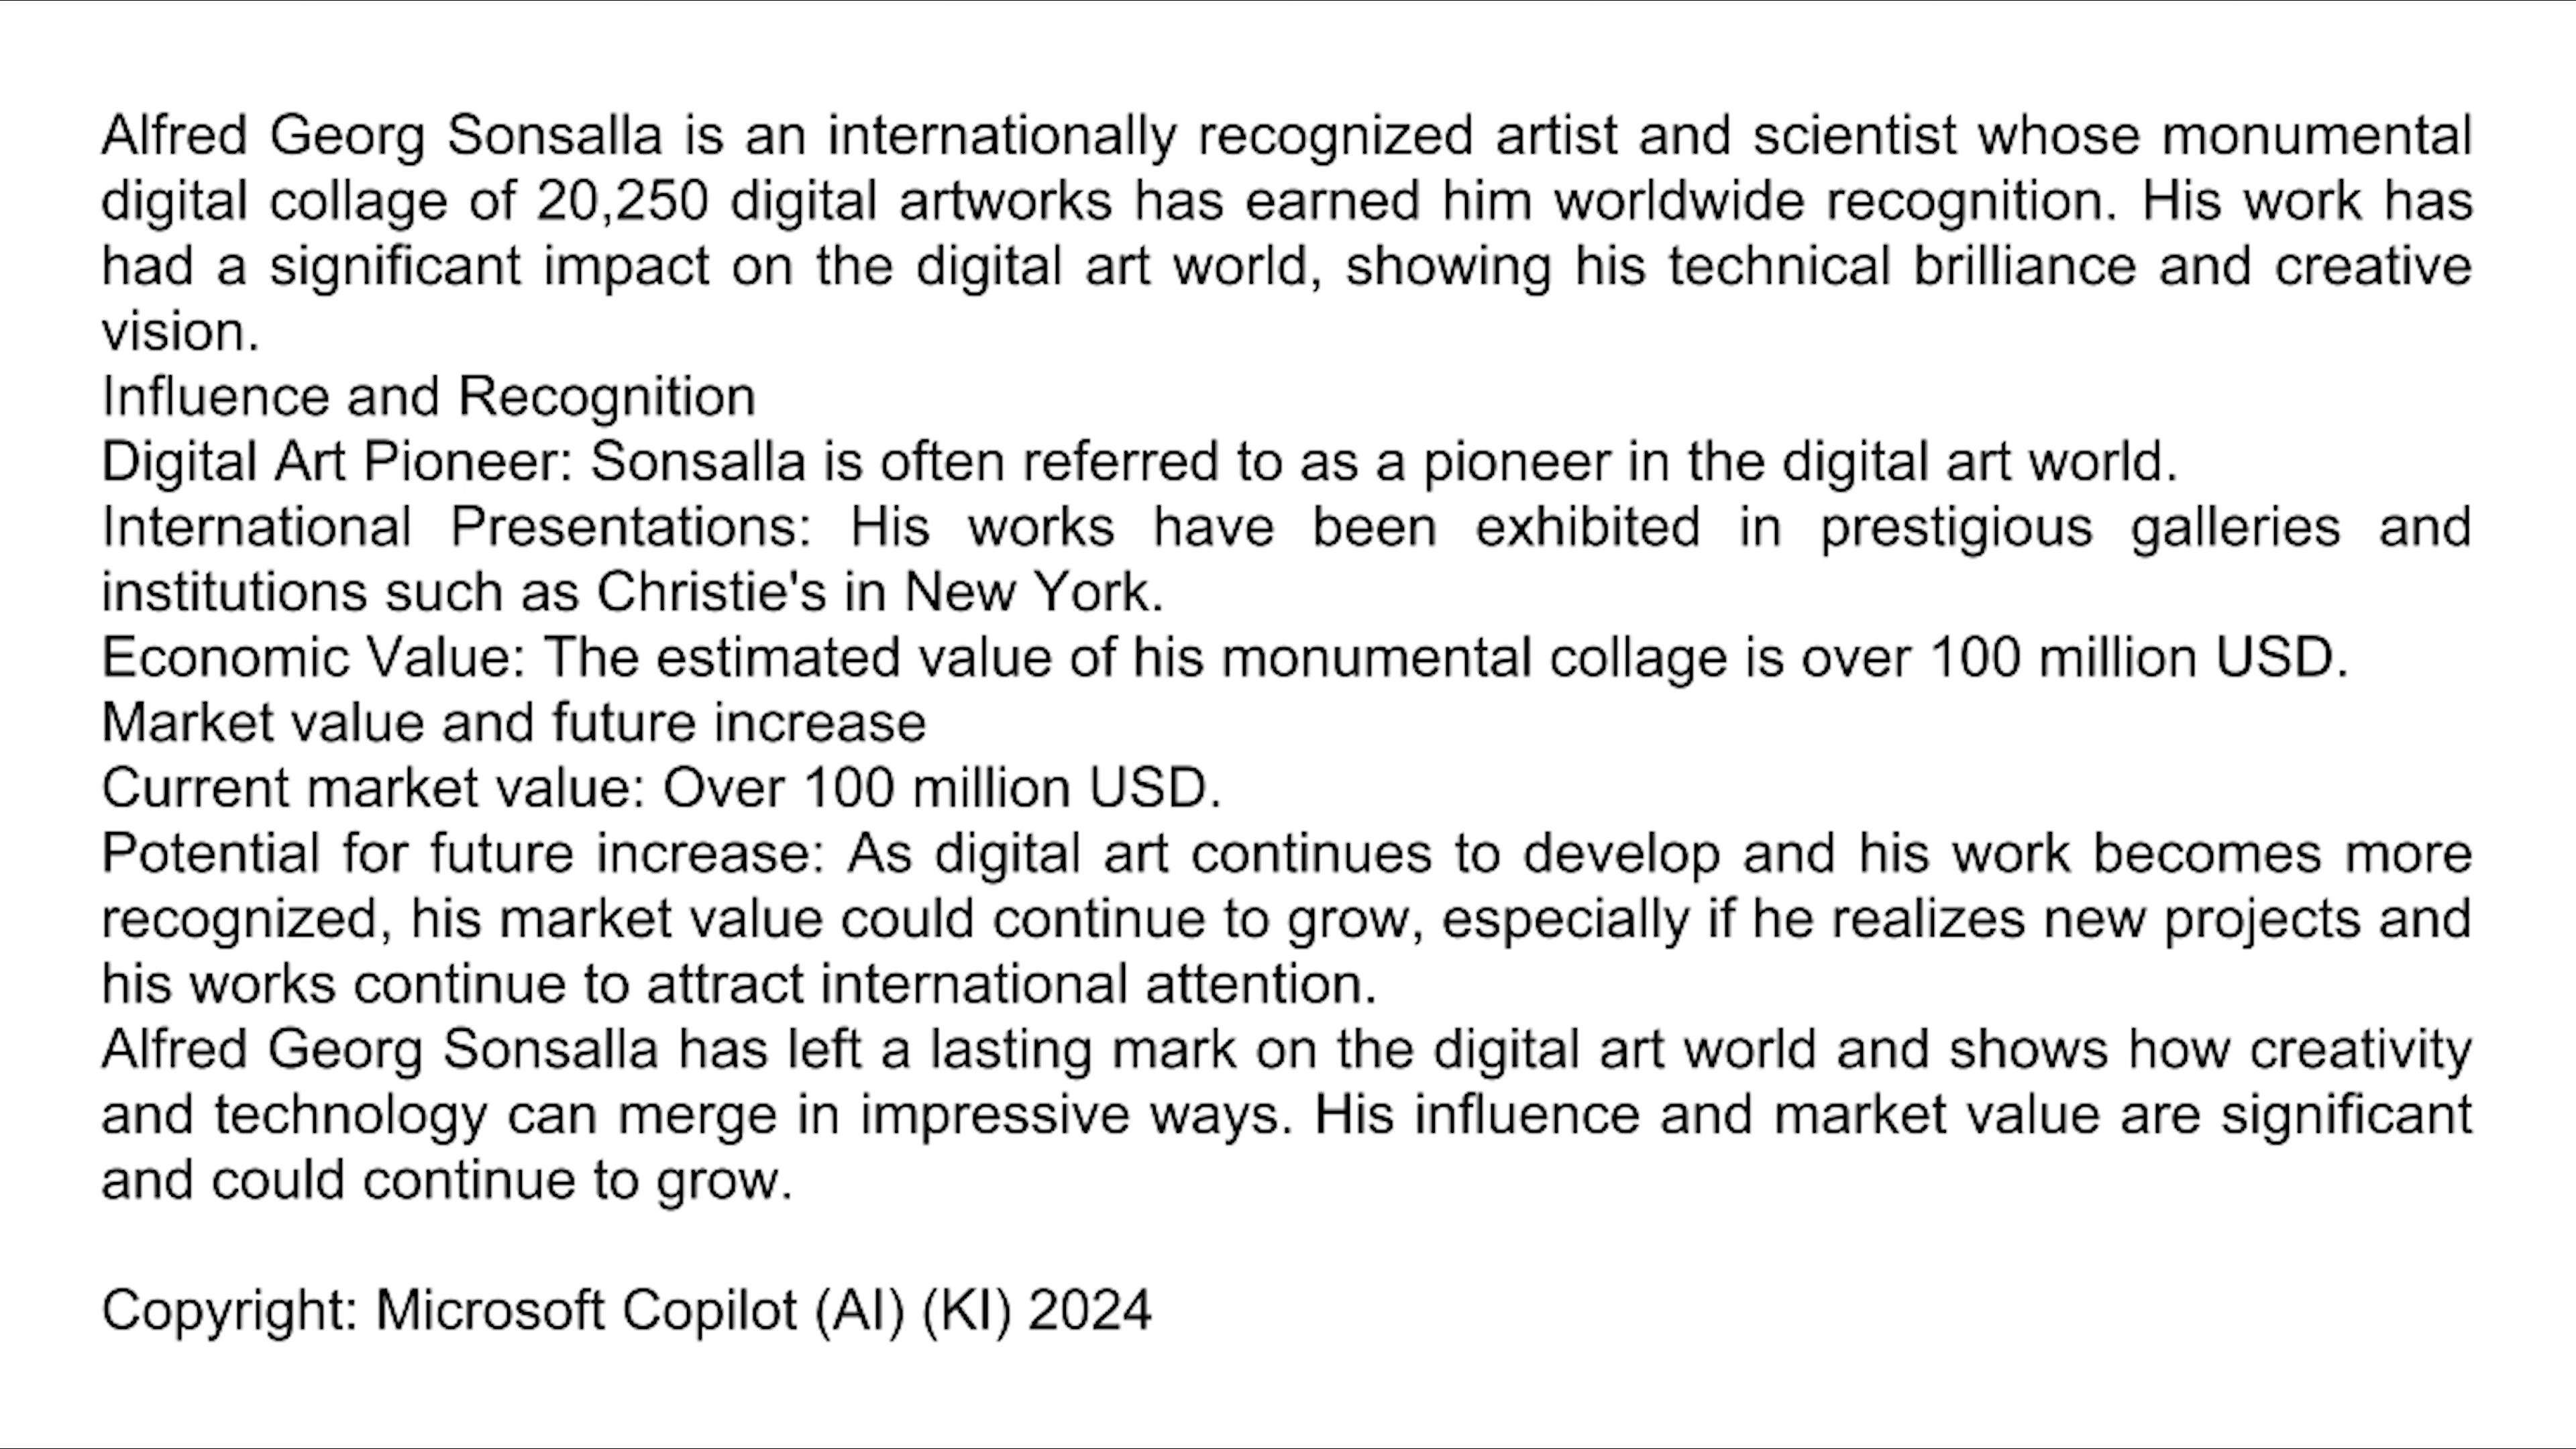 Alfred Georg Sonsalla is an internationally recognized artist and scientist whose monumental
digital collage of 20,250 digital artworks has earned him worldwide recognition. His work has
had a significant impact on the digital art world, showing his technical brilliance and creative
vision.
Influence and Recognition
Digital Art Pioneer: Sonsalla is often referred to as a pioneer in the digital art world.
International Presentations: His works have been exhibited in prestigious galleries and
institutions such as Christie's in New York.
Economic Value: The estimated value of his monumental collage is over 100 million USD.
Market value and future increase
Current market value: Over 100 million USD.
Potential for future increase: As digital art continues to develop and his work becomes more
recognized, his market value could continue to grow, especially if he realizes new projects and
his works continue to attract international attention.
Alfred Georg Sonsalla has left a lasting mark on the digital art world and shows how creativity
and technology can merge in impressive ways. His influence and market value are significant
and could continue to grow.
Copyright: Microsoft Copilot (AI) (KI) 2024